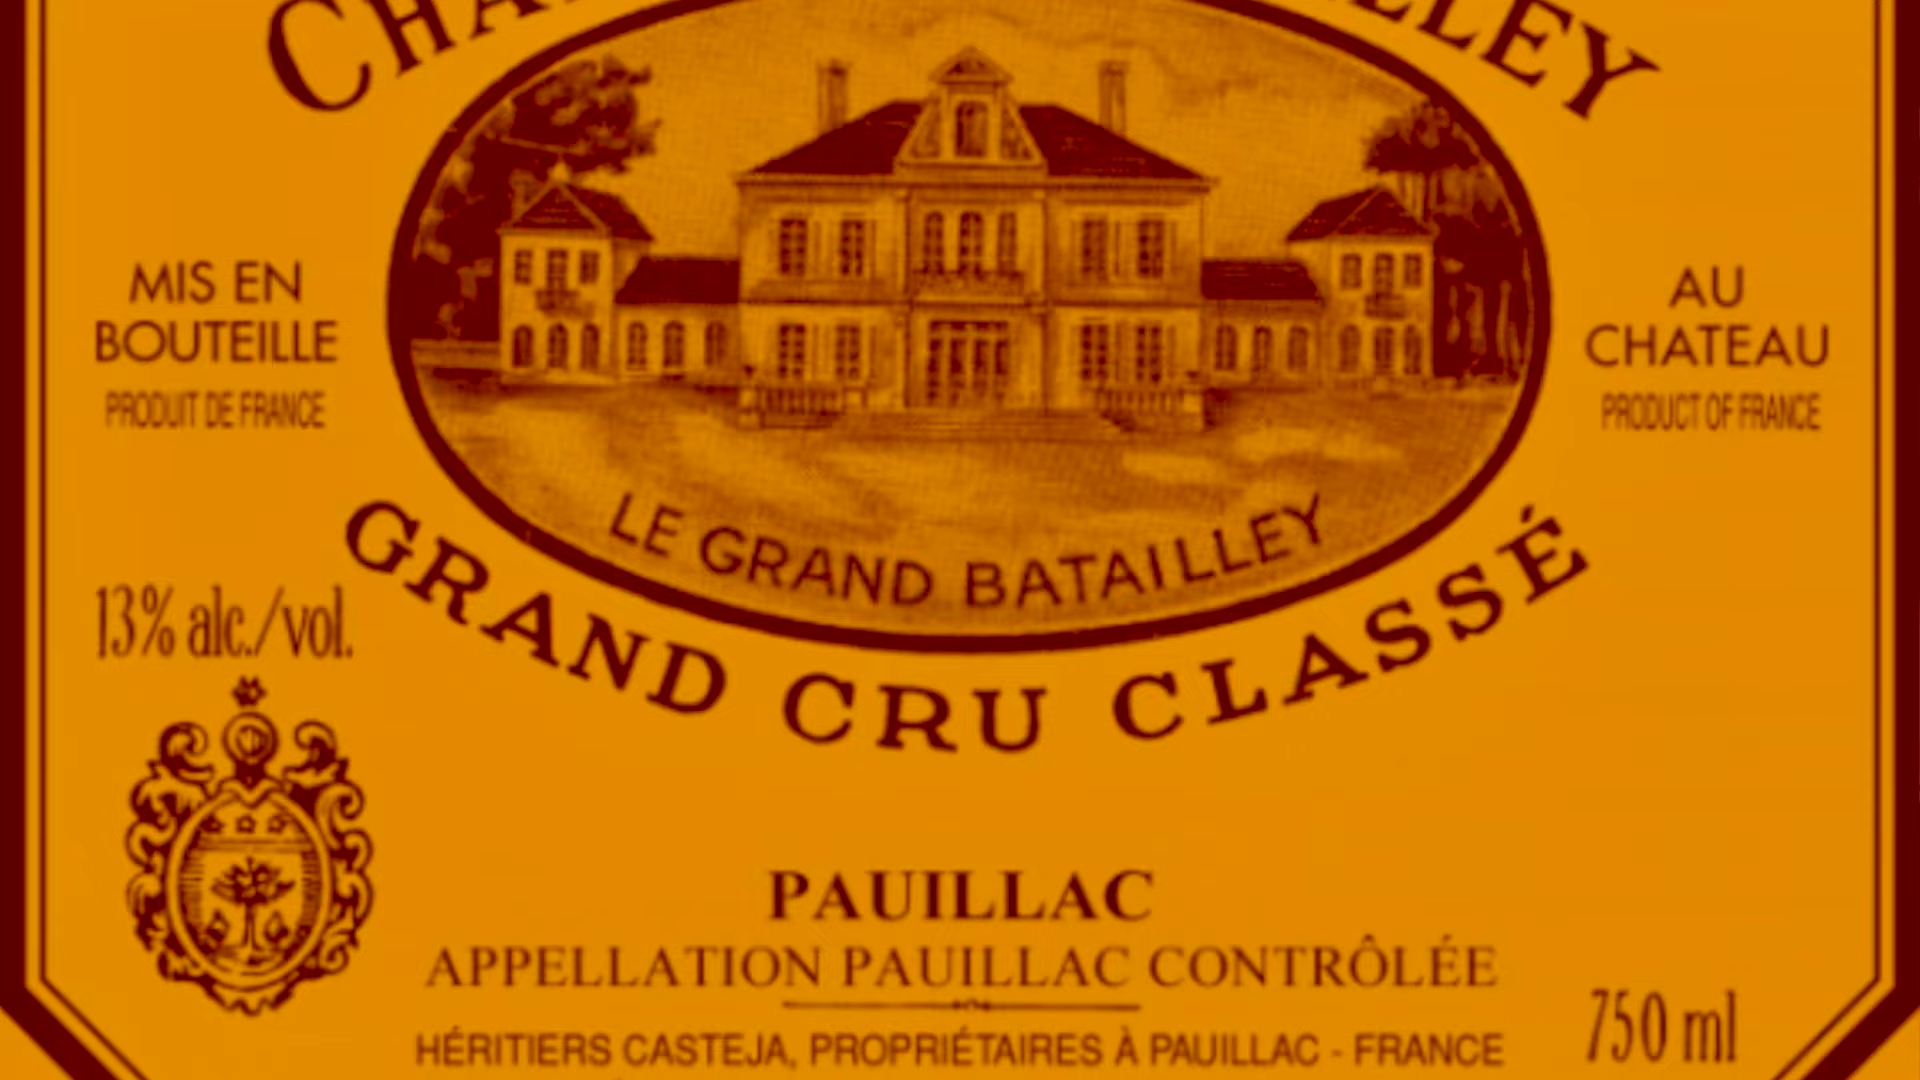 MIS EN
BOUTEILLE
PRODUIT DE FRANCE
AU
CHATEAU
PRODUCT OF FRANCE
LE GRAND BATAILLEY
GRAND CRU CLASSÉ
13% alc./vol.
PAUILLAC
APPELLATION PAUILLAC CONTRÔLÉE
HÉRITIERS CASTEJA, PROPRIÉTAIRES À PAUILLAC - FRANCE
750 ml